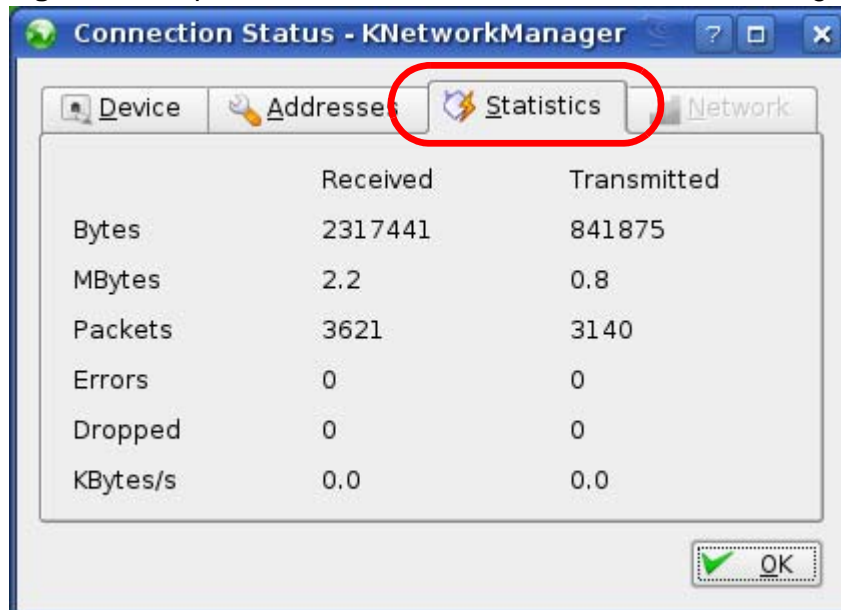 Connection Status - KNetworkManager
Device Addresses Statistics Network
Received Transmitted
Bytes 2317441 841875
MBytes 2.2 0.8
Packets 3621 3140
Errors 0 0
Dropped 0 0
KBytes/s 0.0 0.0
OK